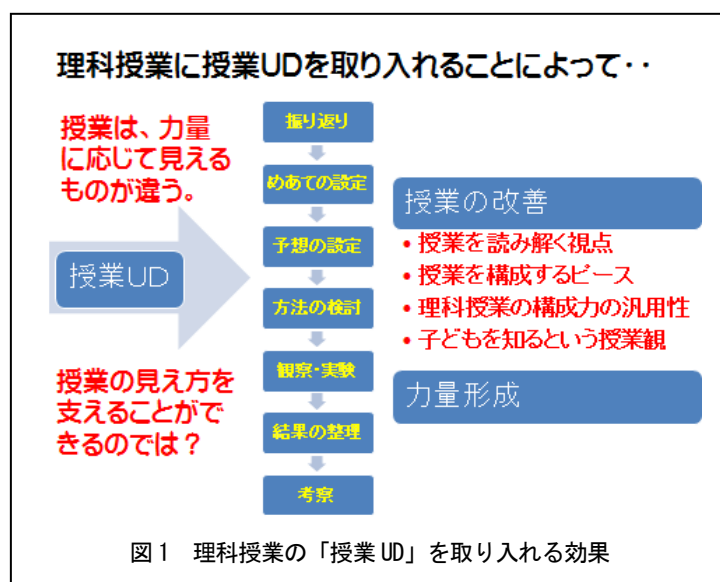 理科授業に授業UDを取り入れることによって・・
授業は、力量
に応じて見える
ものが違う。
授業UD
授業の見え方を
支えることがで
きるのでは？
振り返り
めあての設定
予想の設定
方法の検討
観察・実験
結果の整理
考察
授業の改善
・授業を読み解く視点
・授業を構成するピース
・理科授業の構成力の汎用性
・子どもを知るという授業観
力量形成
図１　理科授業の「授業UD」を取り入れる効果